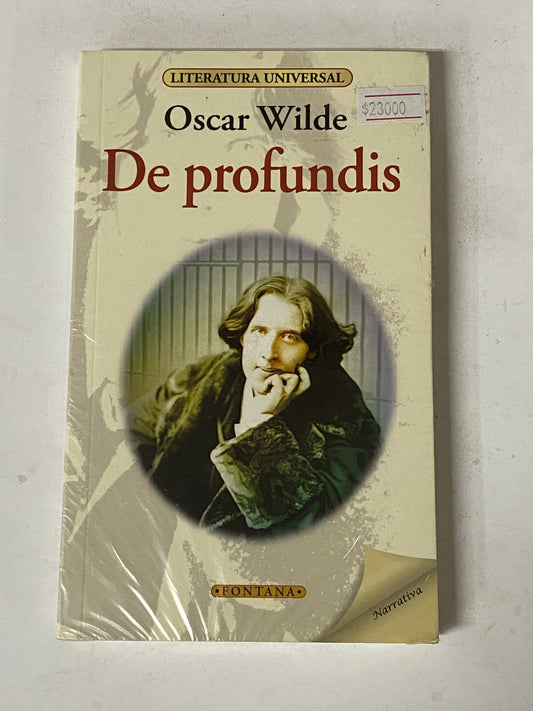 LITERATURA UNIVERSAL
$23000
Oscar Wilde
De profundis
•FONTANA•
Narrativa